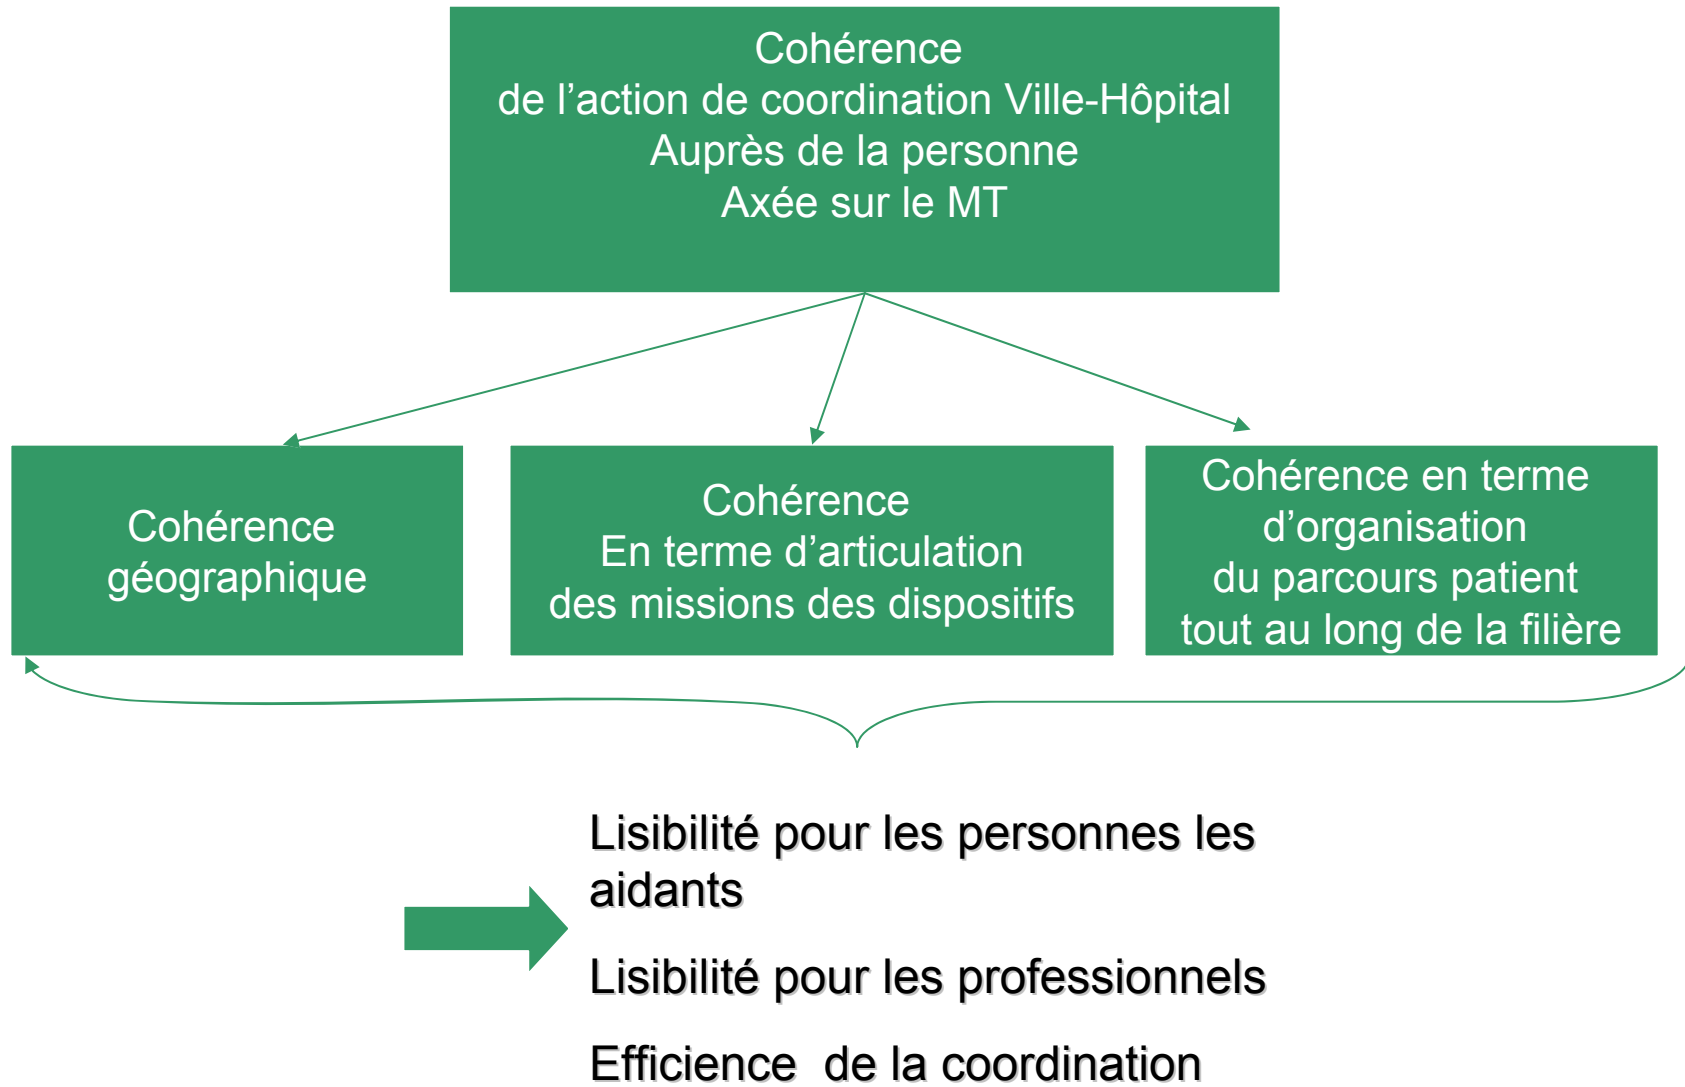 Cohérence
de l’action de coordination Ville-Hôpital
Auprès de la personne
Axée sur le MT
Cohérence
géographique
Cohérence
En terme d’articulation
des missions des dispositifs
Cohérence en terme
d’organisation
du parcours patient
tout au long de la filière
Lisibilité pour les personnes les
aidants
Lisibilité pour les professionnels
Efficience de la coordination